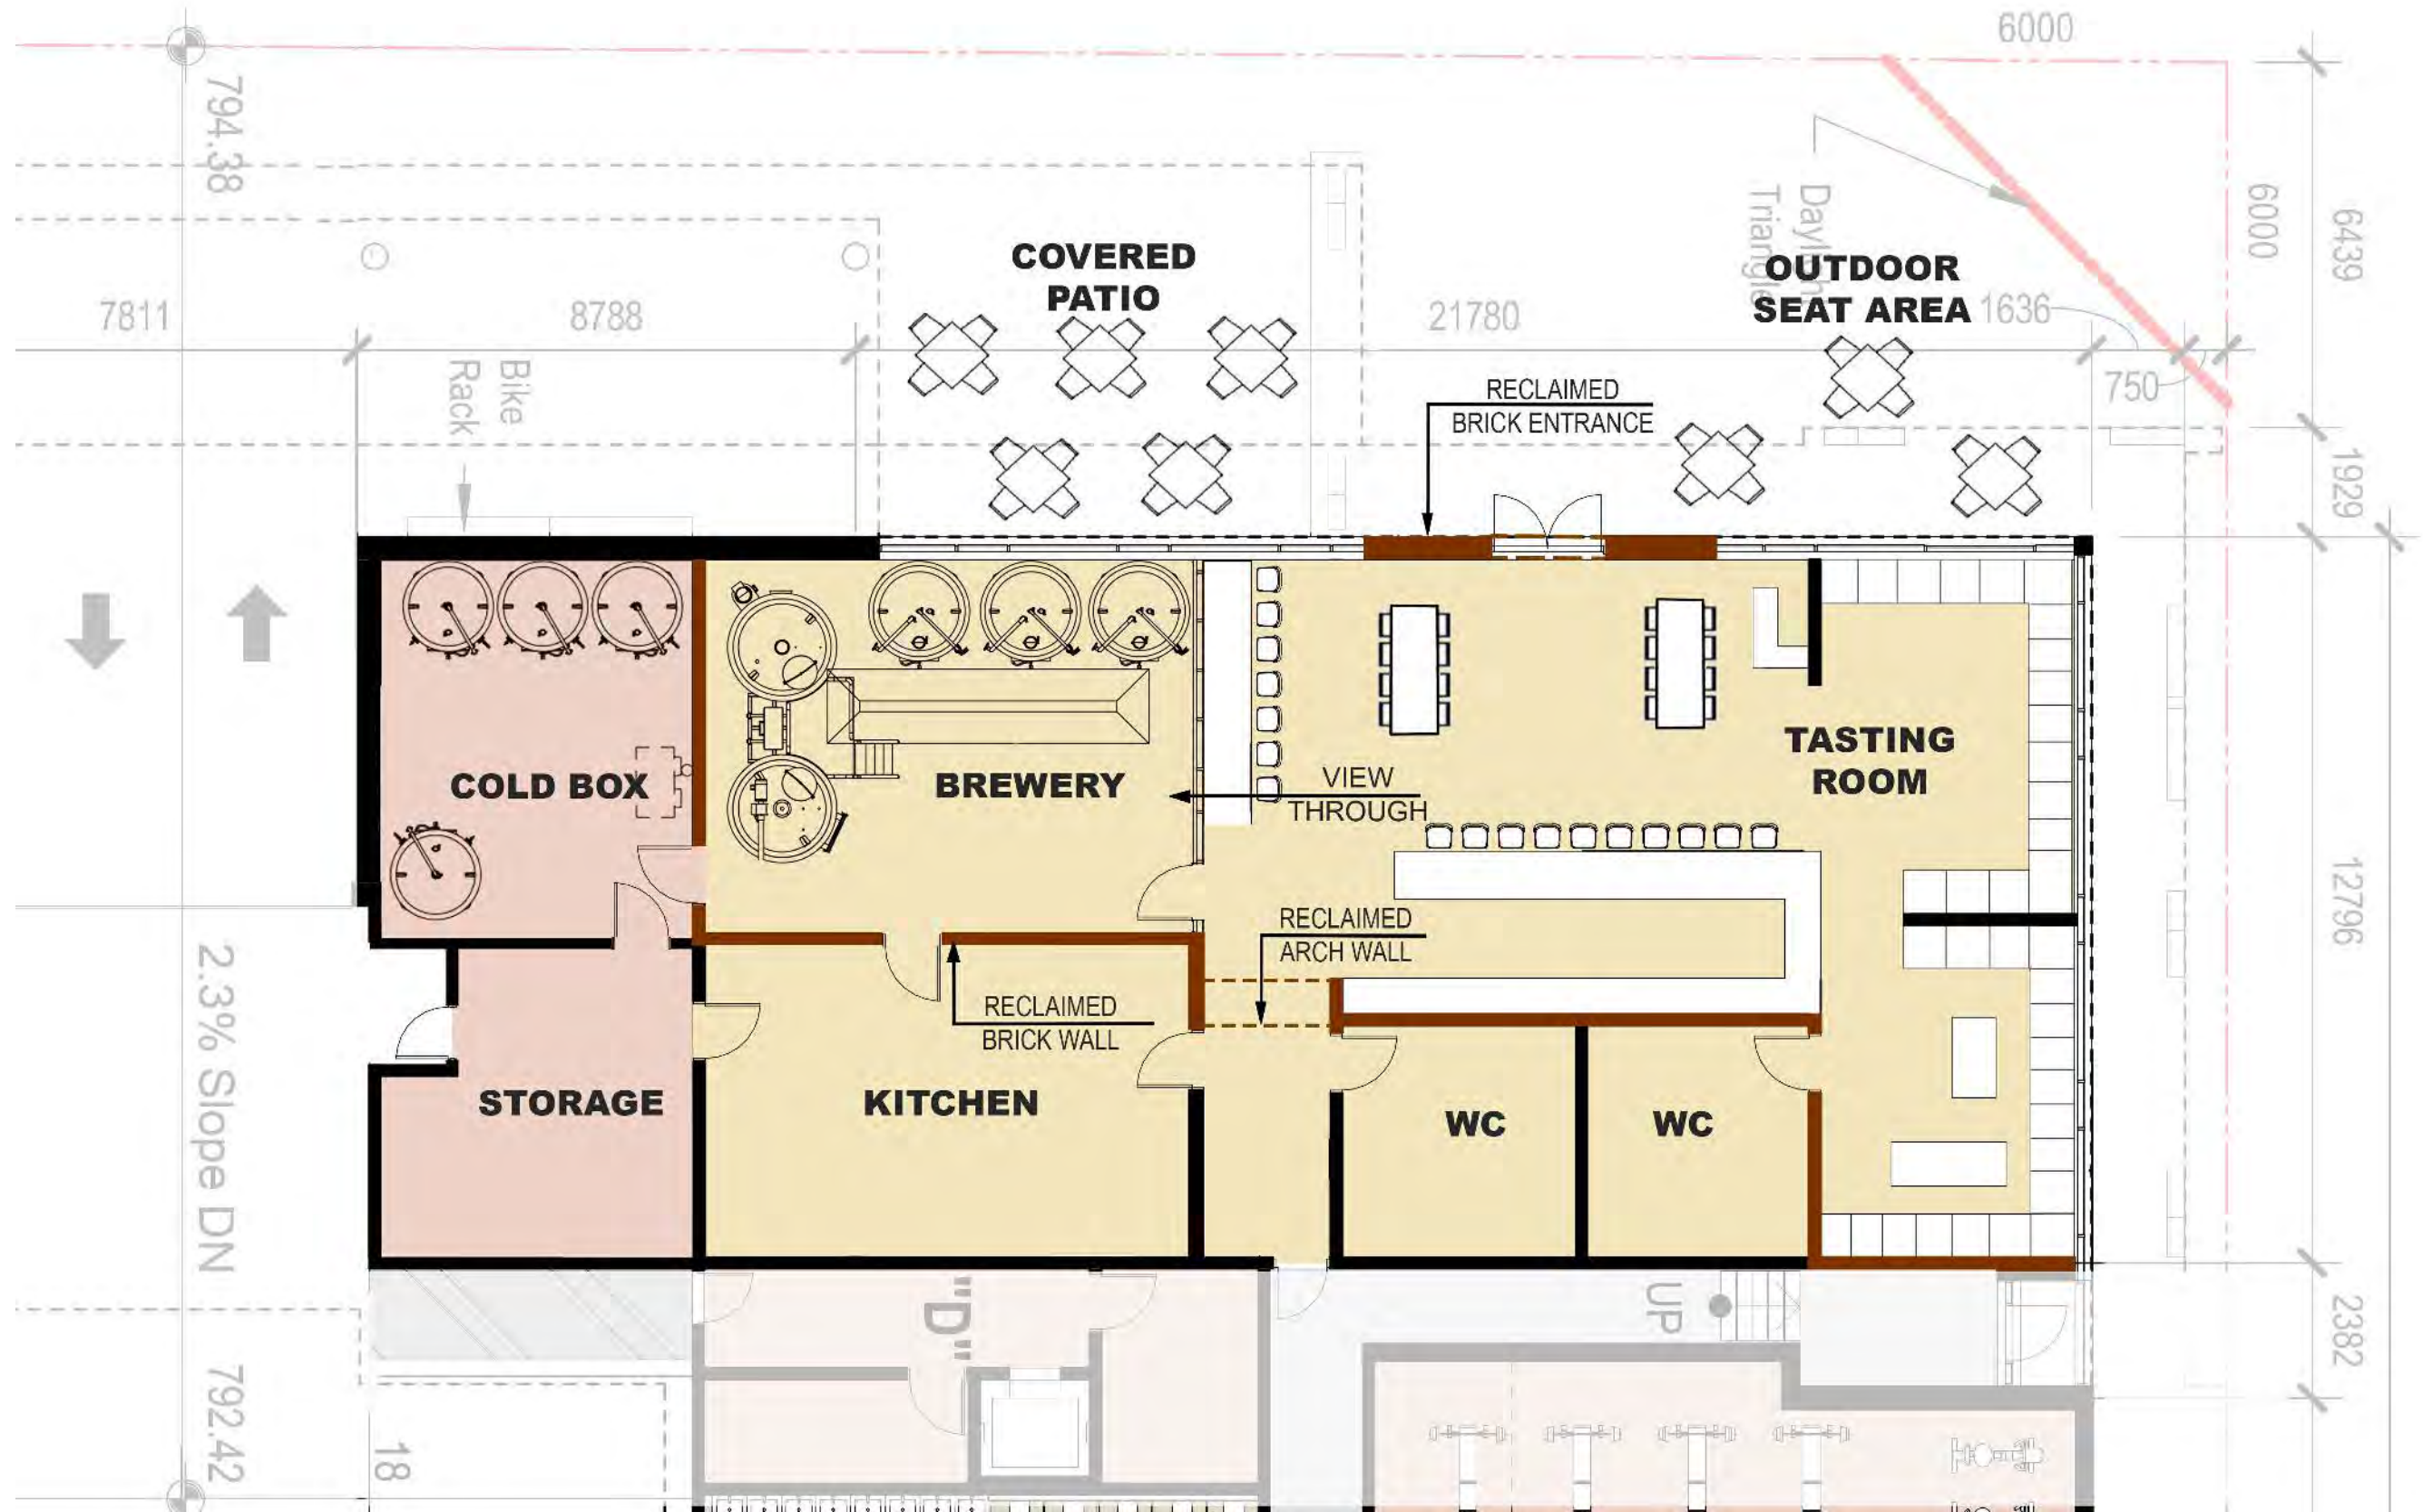 6000
794.38
6000
6439
Daylight
Triangle
COVERED
PATIO
OUTDOOR
SEAT AREA
7811
8788
21780
1636
750
Bike
Rack
RECLAIMED
BRICK ENTRANCE
1929
TASTING
ROOM
COLD BOX
BREWERY
VIEW
THROUGH
12796
RECLAIMED
ARCH WALL
RECLAIMED
BRICK WALL
2.3% Slope DN
STORAGE
KITCHEN
WC
WC
"D"
UP
2382
792.42
18